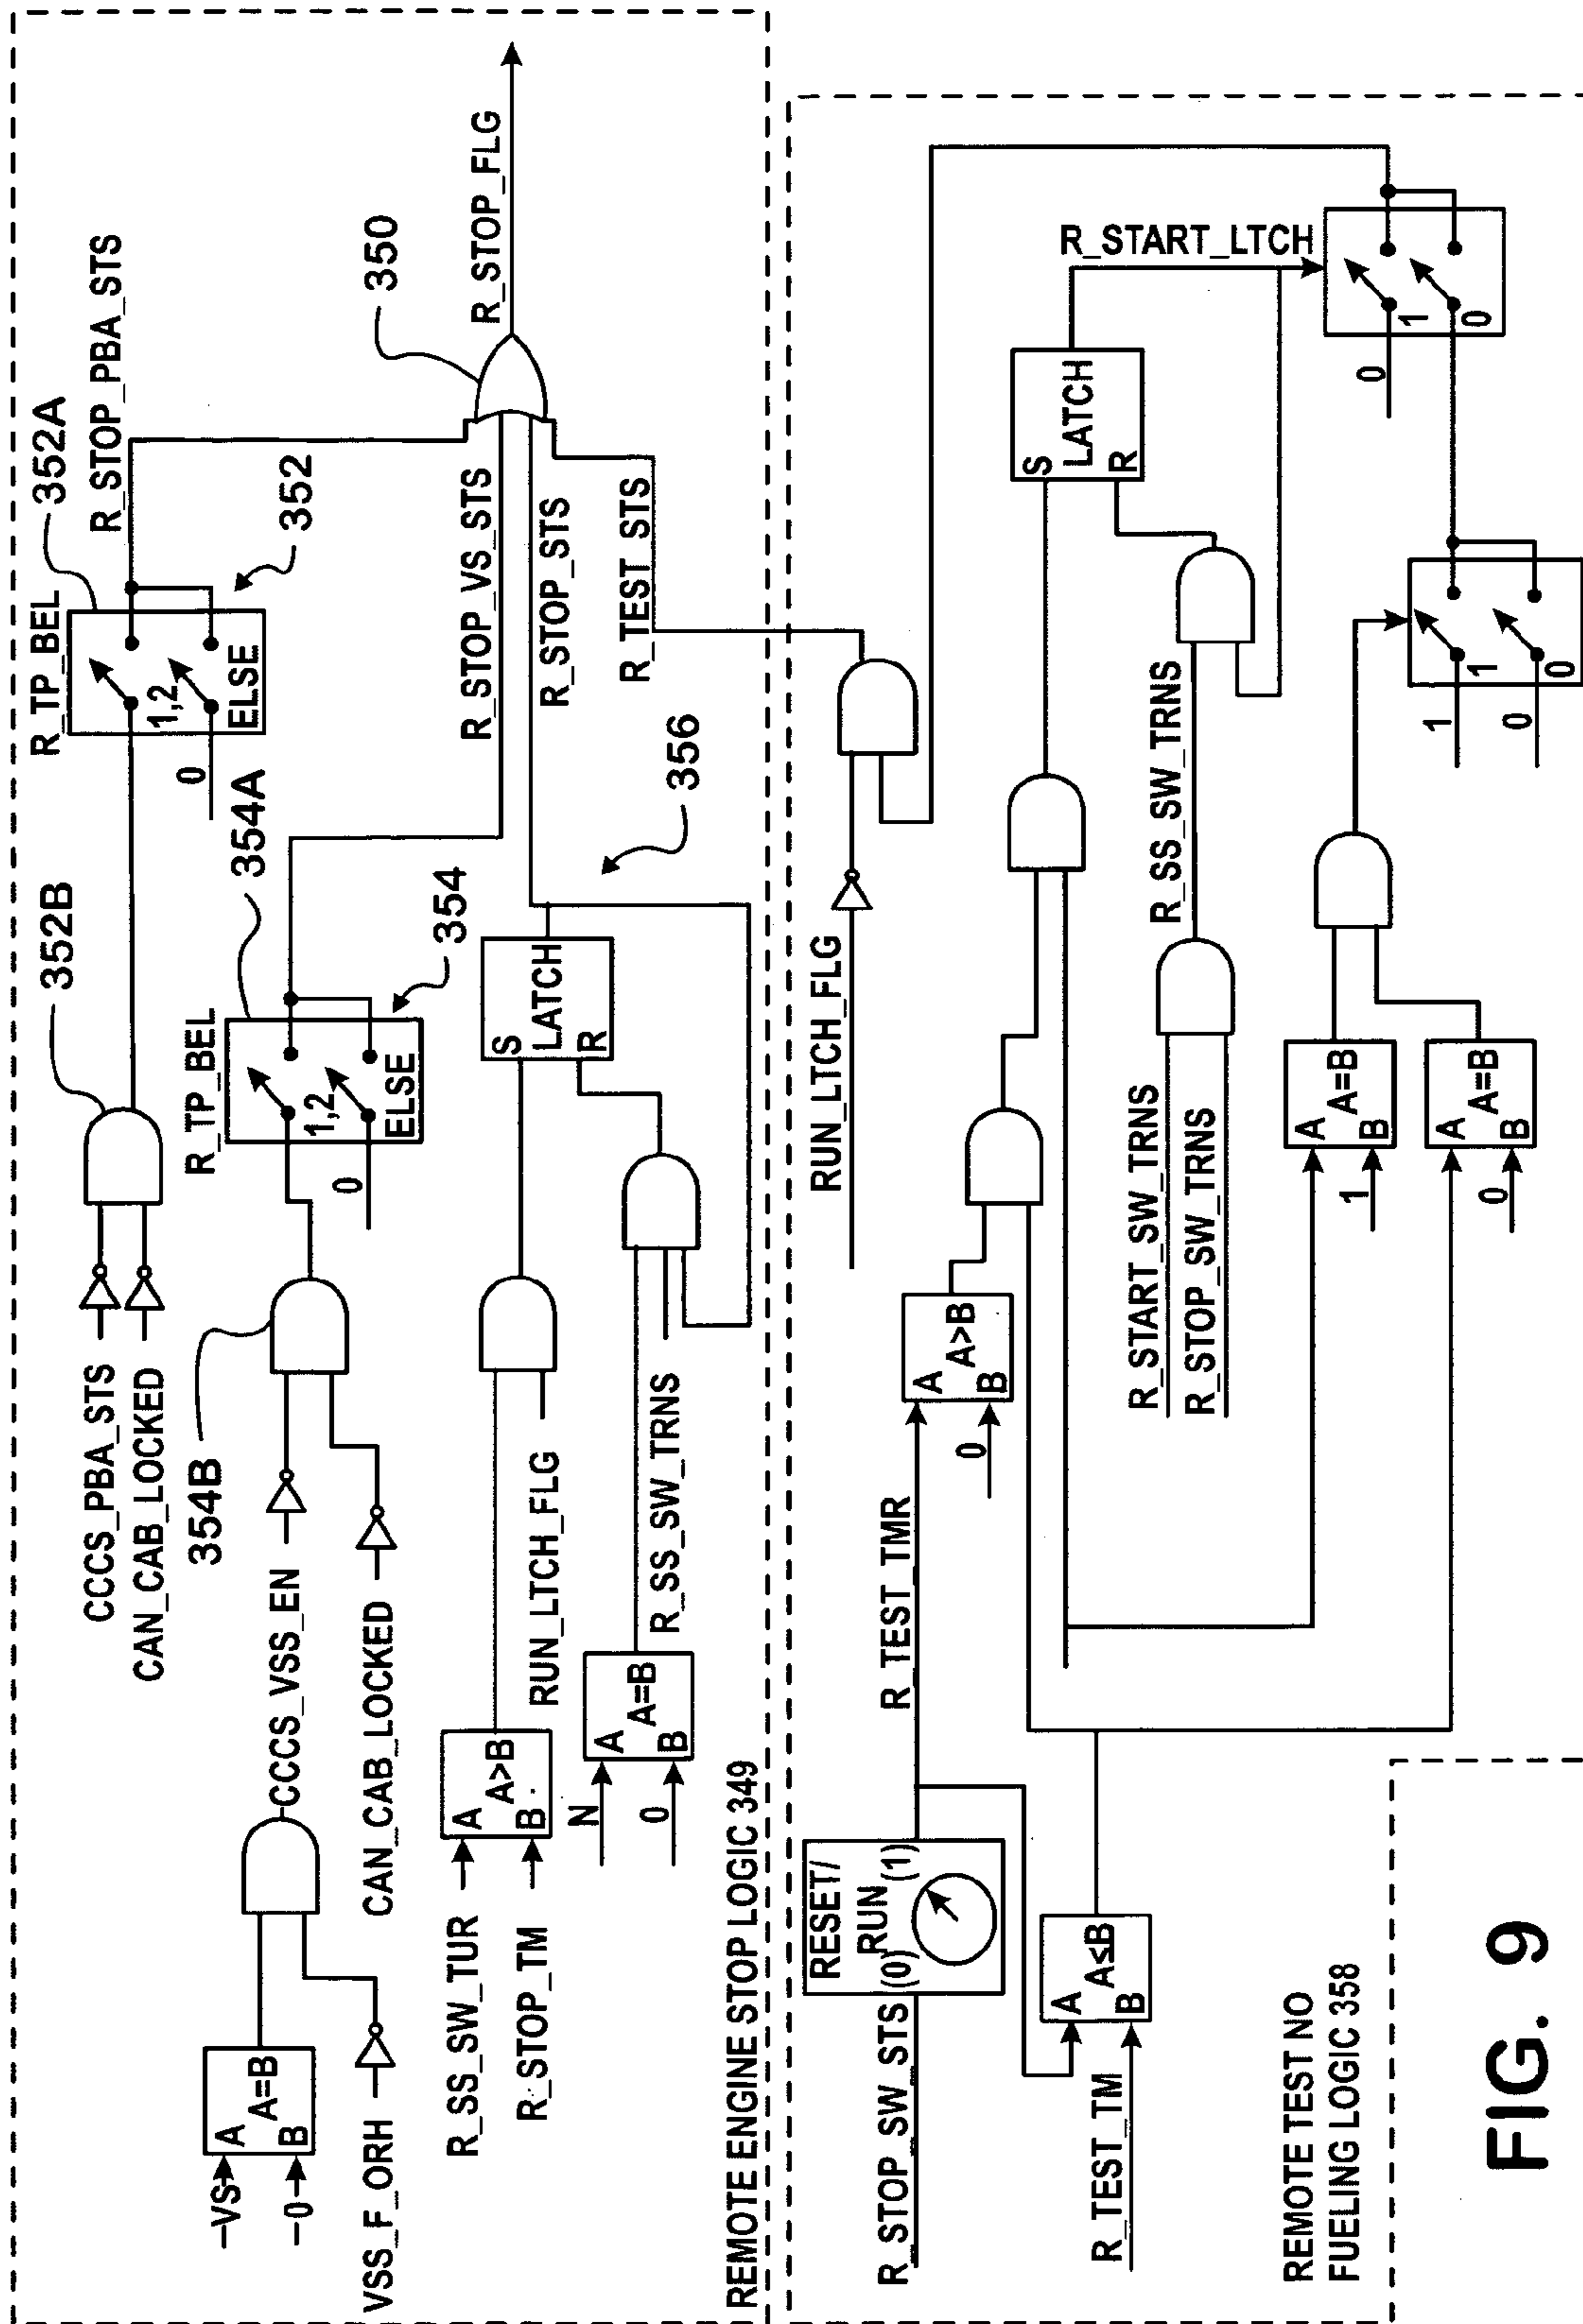 CCCS_PBA_STS
CAN_CAB_LOCKED
352B
R_TP_BEL
1,2
ELSE
0
352A
R_STOP_PBA_STS
352
-VS-
-0-
A
A=B
B
VSS_F_ORH
CCCS_VSS_EN
CAN_CAB_LOCKED
354B
R_TP_BEL
1,2
ELSE
0
354A
354
R_STOP_VS_STS
R_STOP_STS
R_TEST_STS
350
R_STOP_FLG
R_SS_SW_TUR
R_STOP_TM
A
A>B
B
RUN_LTCH_FLG
N
0
A
A=B
B
R_SS_SW_TRNS
S
LATCH
R
356
REMOTE ENGINE STOP LOGIC 349
R_STOP_SW_STS
RESET/
RUN
(0)
(1)
R_TEST_TMR
R_TEST_TM
A
A≤B
B
A
A>B
B
0
RUN_LTCH_FLG
R_START_SW_TRNS
R_STOP_SW_TRNS
R_SS_SW_TRNS
S
LATCH
R
R_START_LTCH
0
1
0
A
A=B
B
1
A
A=B
B
0
1
0
1
0
REMOTE TEST NO
FUELING LOGIC 358
FIG. 9